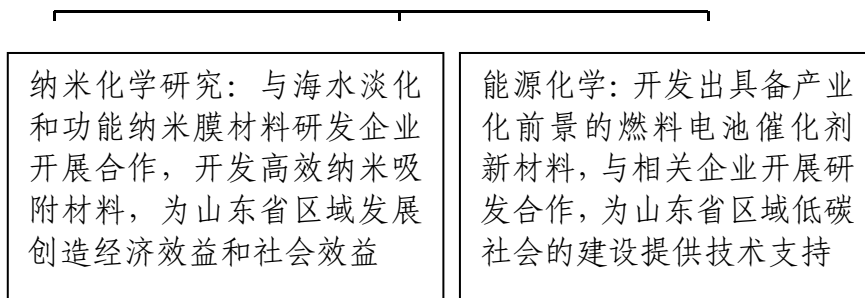 纳米化学研究：与海水淡化
和功能纳米膜材料研发企业
开展合作，开发高效纳米吸
附材料，为山东省区域发展
创造经济效益和社会效益
能源化学：开发出具备产业
化前景的燃料电池催化剂
新材料，与相关企业开展研
发合作，为山东省区域低碳
社会的建设提供技术支持